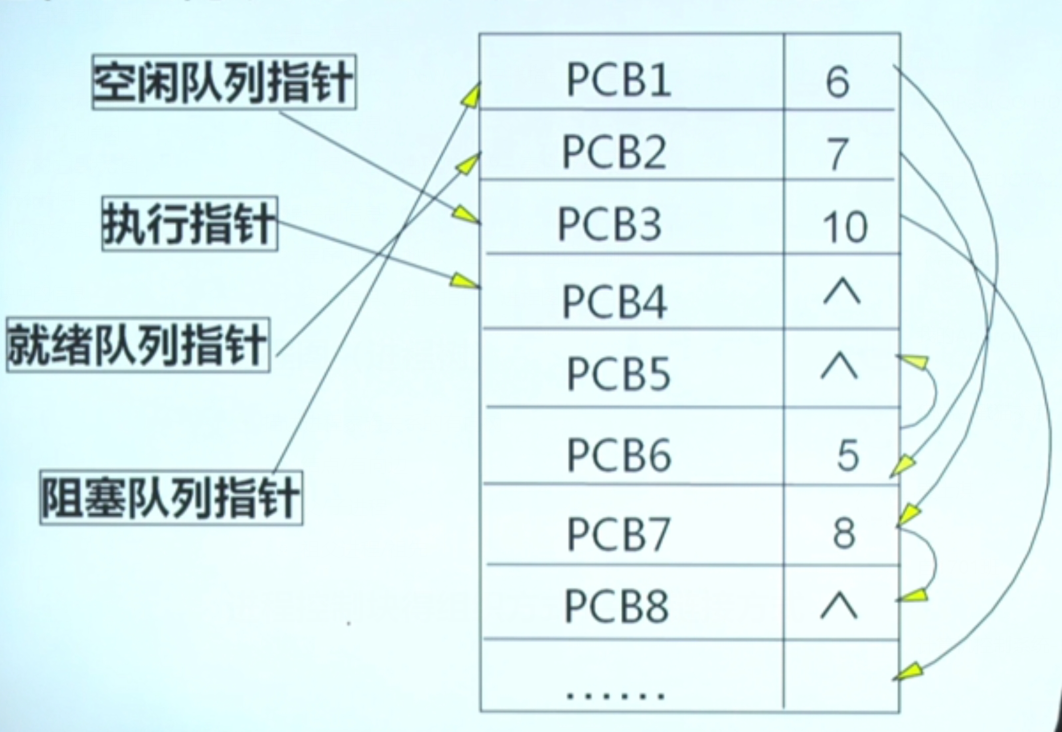 空闲队列指针
执行指针
就绪队列指针
阻塞队列指针
PCB1 6
PCB2 7
PCB3 10
PCB4 ^
PCB5 ^
PCB6 5
PCB7 8
PCB8 ^
……